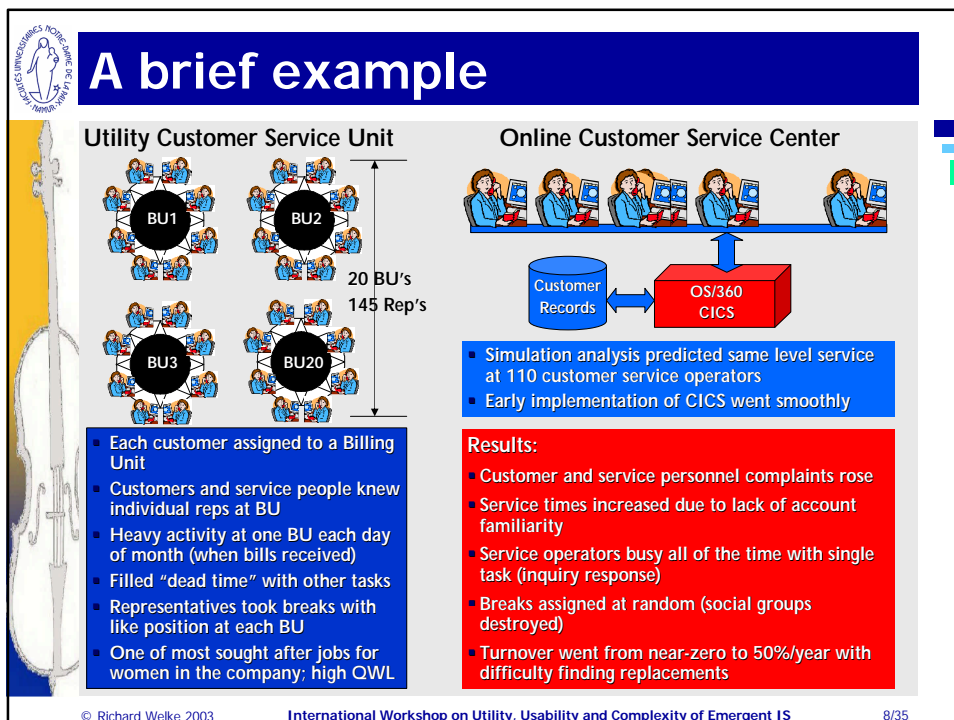 FACULTES UNIVERSITAIRES NOTRE-DAME DE LA PAIX · NAMUR ·
A brief example
Utility Customer Service Unit
BU1
BU2
20 BU's
145 Rep's
BU3
BU20
▪ Each customer assigned to a Billing
Unit
▪ Customers and service people knew
individual reps at BU
▪ Heavy activity at one BU each day
of month (when bills received)
▪ Filled “dead time” with other tasks
▪ Representatives took breaks with
like position at each BU
▪ One of most sought after jobs for
women in the company; high QWL
Online Customer Service Center
Customer
Records
OS/360
CICS
▪ Simulation analysis predicted same level service
at 110 customer service operators
▪ Early implementation of CICS went smoothly
Results:
▪ Customer and service personnel complaints rose
▪ Service times increased due to lack of account
familiarity
▪ Service operators busy all of the time with single
task (inquiry response)
▪ Breaks assigned at random (social groups
destroyed)
▪ Turnover went from near-zero to 50%/year with
difficulty finding replacements
© Richard Welke 2003
International Workshop on Utility, Usability and Complexity of Emergent IS
8/35